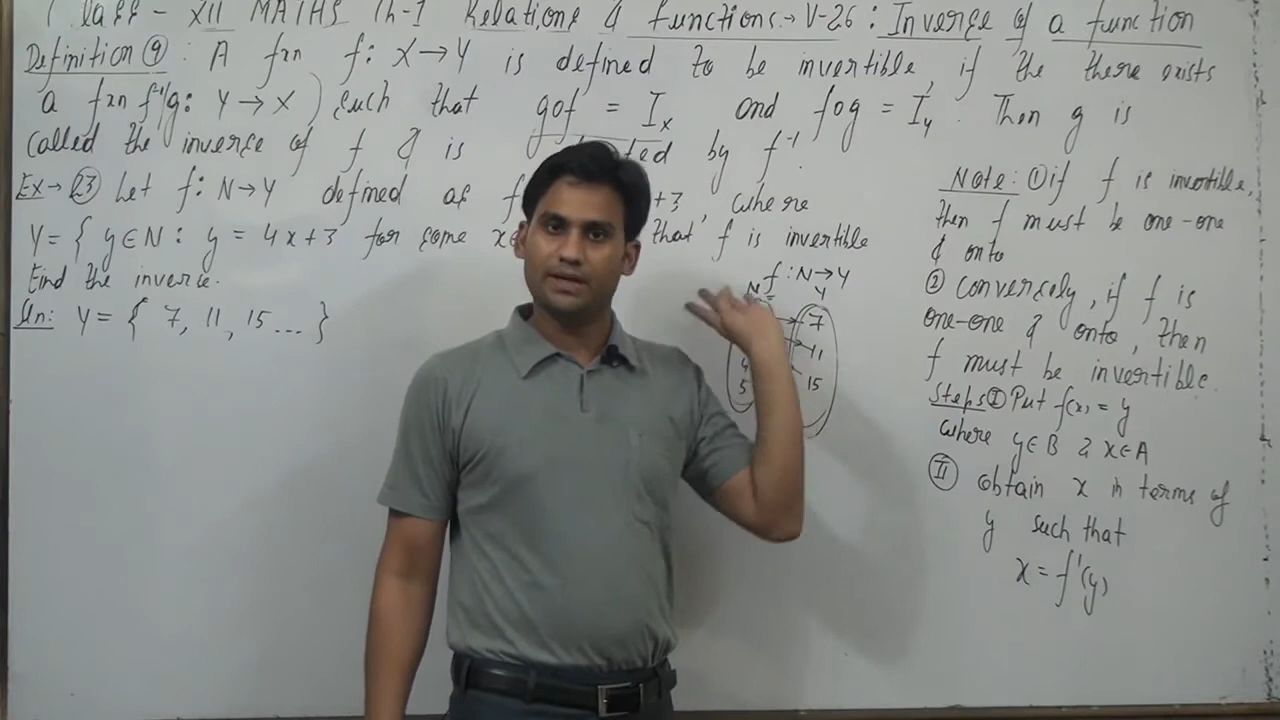 Class - XII MATHS Ch-1 Relations & functions → V-26 : Inverse of a function
Definition ⑨ : A fxn f: X → Y is defined to be invertible, if the there exists
a fxn f⁻¹/g: Y → X ) such that gof = Iₓ and fog = Iᵧ. Then g is
called the inverse of f & is by f⁻¹.
Ex → 23 Let f: N → Y defined as f +3, where
Y = { y ∈ N : y = 4x+3 for some that f is invertible
Find the inverse.
Sln: Y = { 7, 11, 15 ... }
f : N → Y
N Y
7
11
4
5 15
Note: ① if f is invertible,
then f must be one-one
& onto
② conversely, if f is
one-one & onto, then
f must be invertible.
Steps Ⓘ Put f(x) = y
where y ∈ B & x ∈ A
Ⓘ︎Ⓘ obtain x in terms of
y such that
x = f⁻¹(y)